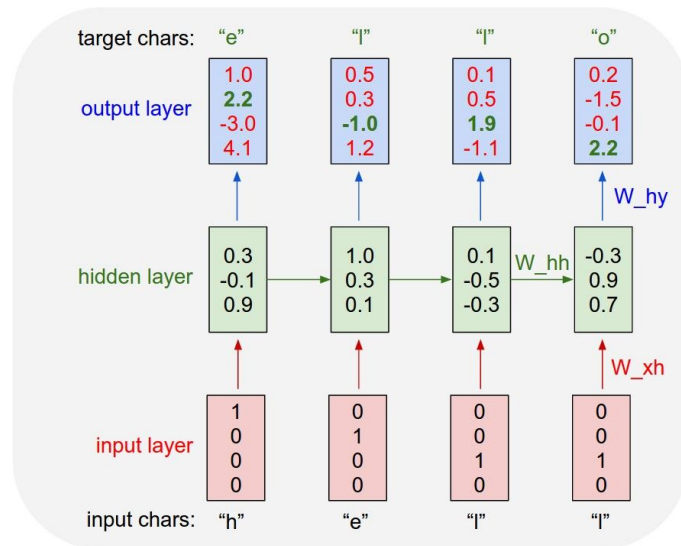 target chars: “e” “l” “l” “o”
1.0 0.5 0.1 0.2
2.2 0.3 0.5 -1.5
output layer -3.0 -1.0 1.9 -0.1
4.1 1.2 -1.1 2.2
W_hy
0.3 1.0 0.1 W_hh -0.3
hidden layer -0.1 0.3 -0.5 0.9
0.9 0.1 -0.3 0.7
W_xh
1 0 0 0
input layer 0 1 0 0
0 0 1 1
0 0 0 0
input chars: “h” “e” “l” “l”